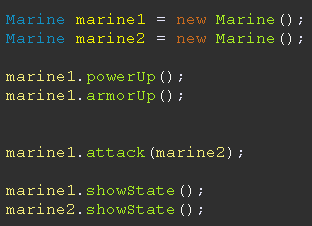 Marine marine1 = new Marine();
Marine marine2 = new Marine();
marine1.powerUp();
marine1.armorUp();
marine1.attack(marine2);
marine1.showState();
marine2.showState();